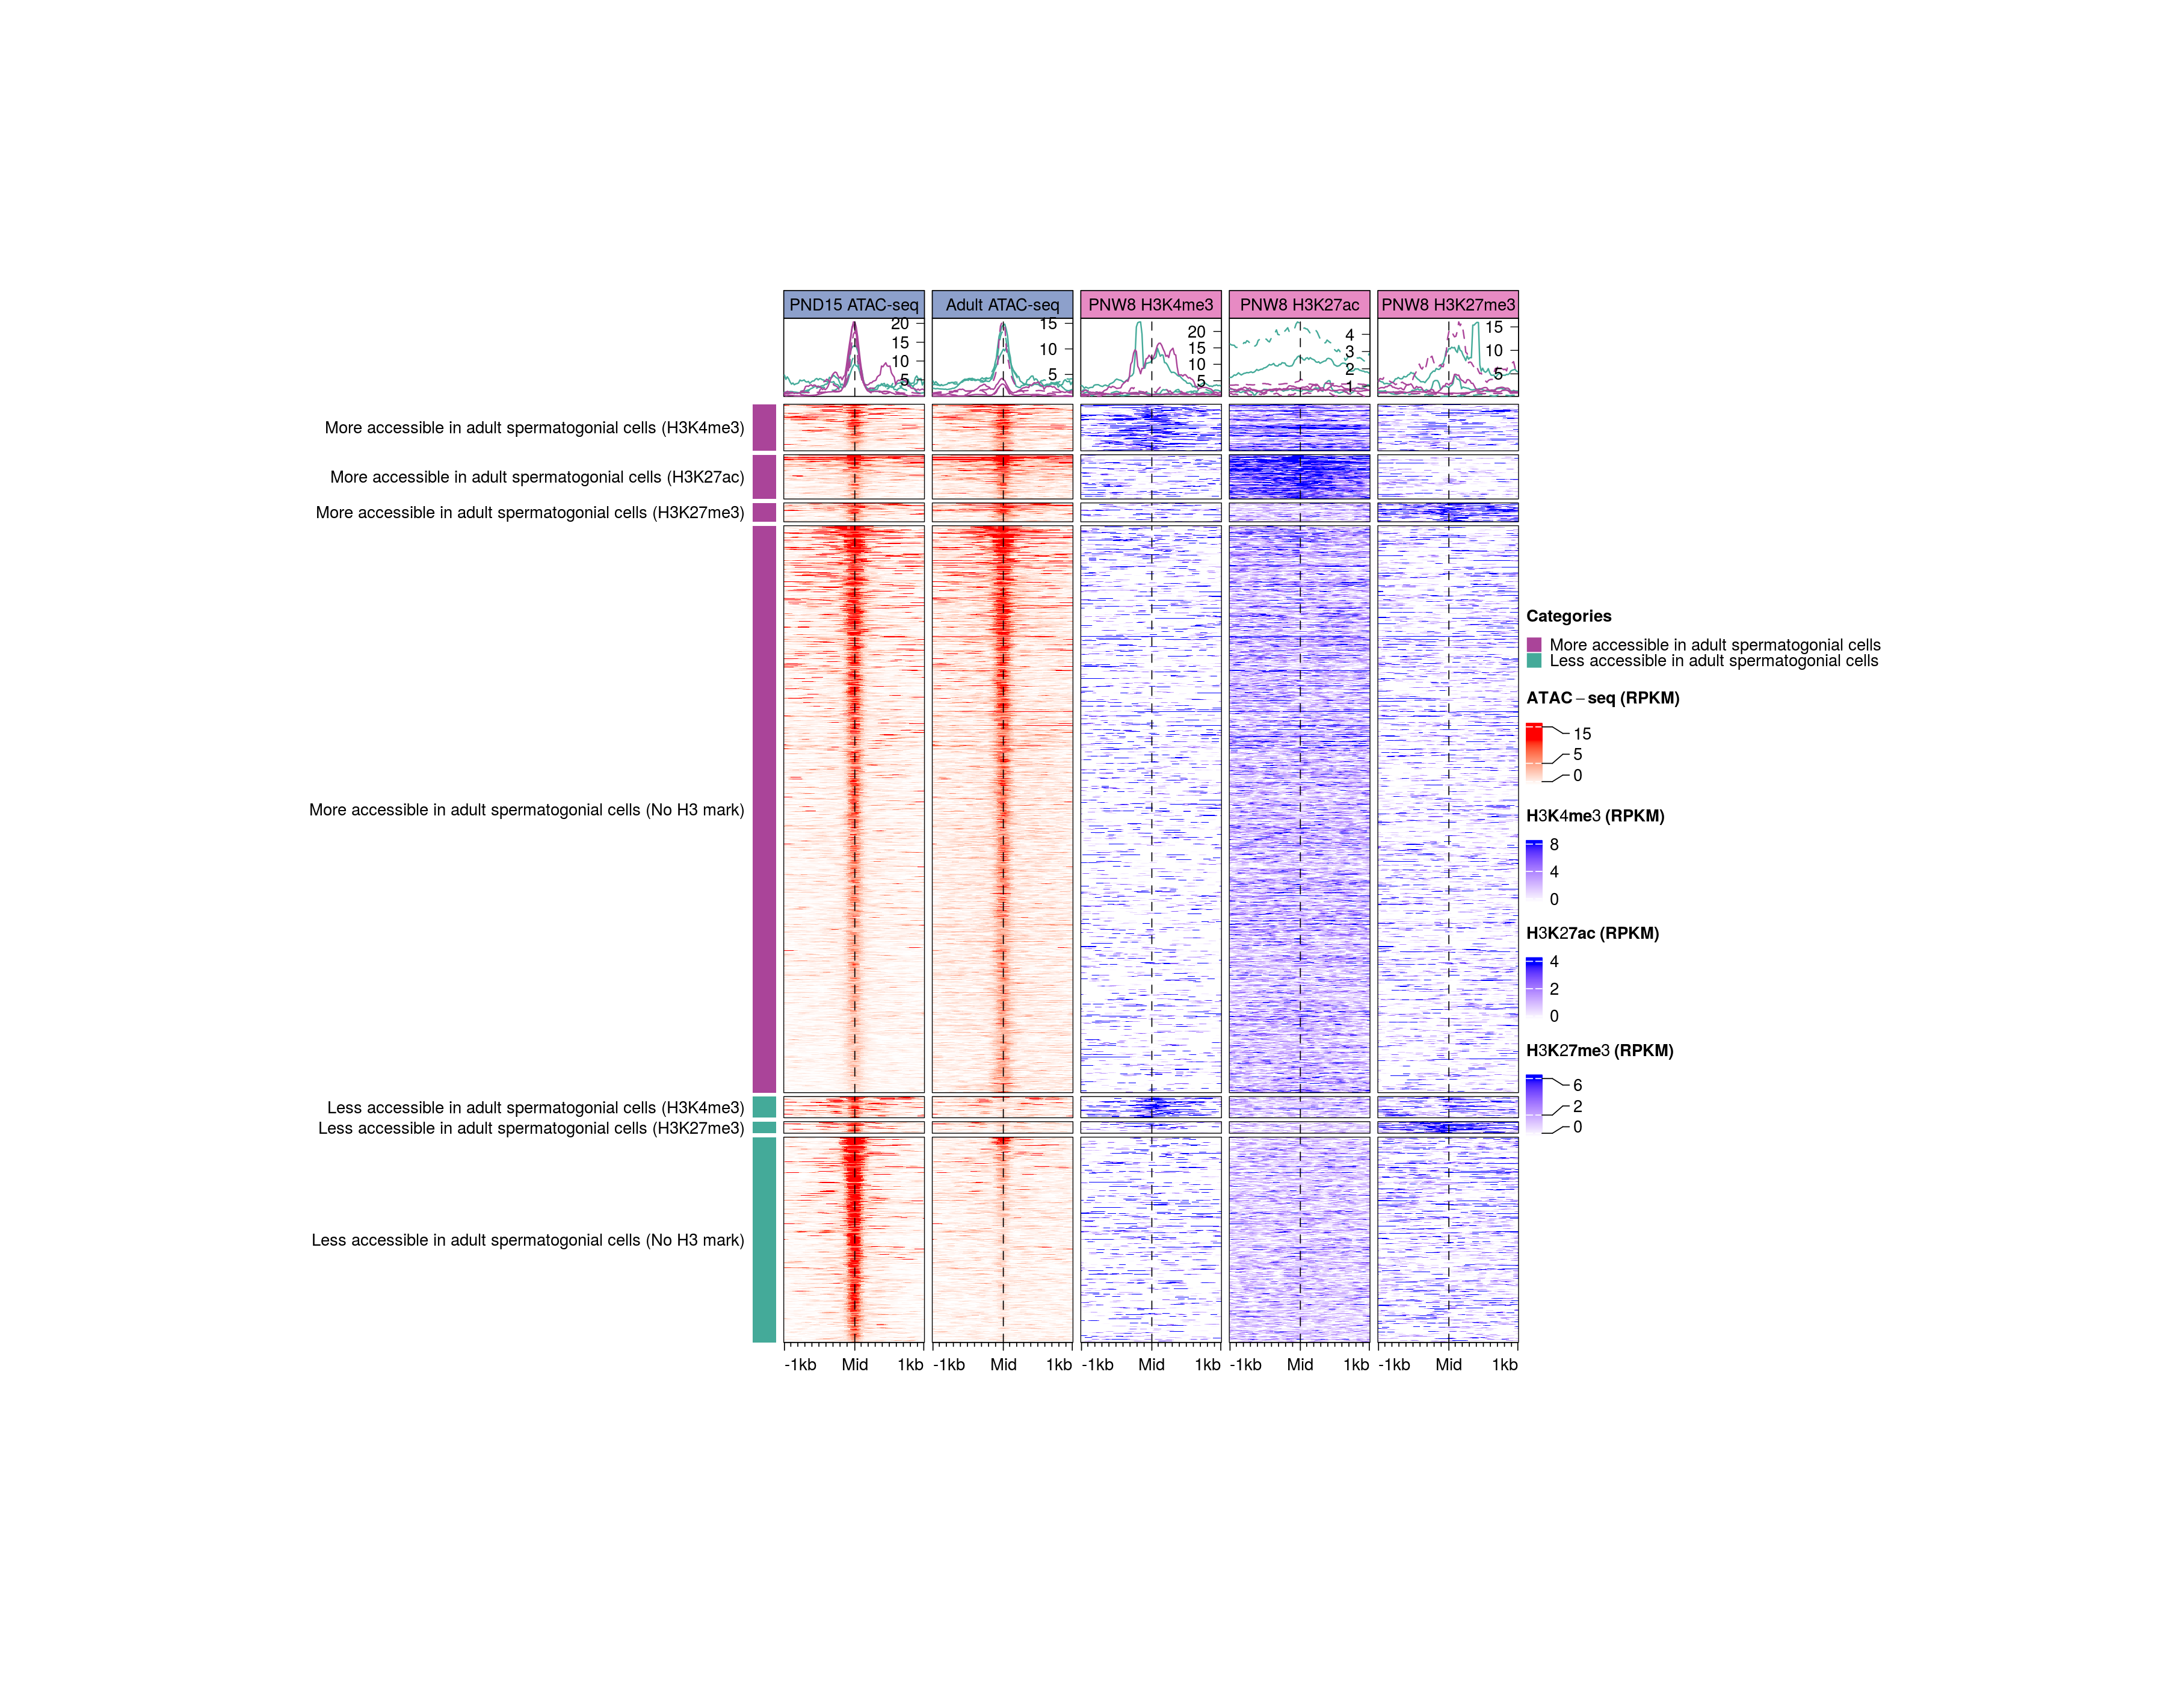 PND15 ATAC-seq
Adult ATAC-seq
PNW8 H3K4me3
PNW8 H3K27ac
PNW8 H3K27me3
20
15
10
5
15
10
5
20
15
10
5
4
3
2
1
15
10
5
More accessible in adult spermatogonial cells (H3K4me3)
More accessible in adult spermatogonial cells (H3K27ac)
More accessible in adult spermatogonial cells (H3K27me3)
More accessible in adult spermatogonial cells (No H3 mark)
Less accessible in adult spermatogonial cells (H3K4me3)
Less accessible in adult spermatogonial cells (H3K27me3)
Less accessible in adult spermatogonial cells (No H3 mark)
-1kb Mid 1kb
-1kb Mid 1kb
-1kb Mid 1kb
-1kb Mid 1kb
-1kb Mid 1kb
Categories
More accessible in adult spermatogonial cells
Less accessible in adult spermatogonial cells
ATAC−seq (RPKM)
15
5
0
H3K4me3 (RPKM)
8
4
0
H3K27ac (RPKM)
4
2
0
H3K27me3 (RPKM)
6
2
0